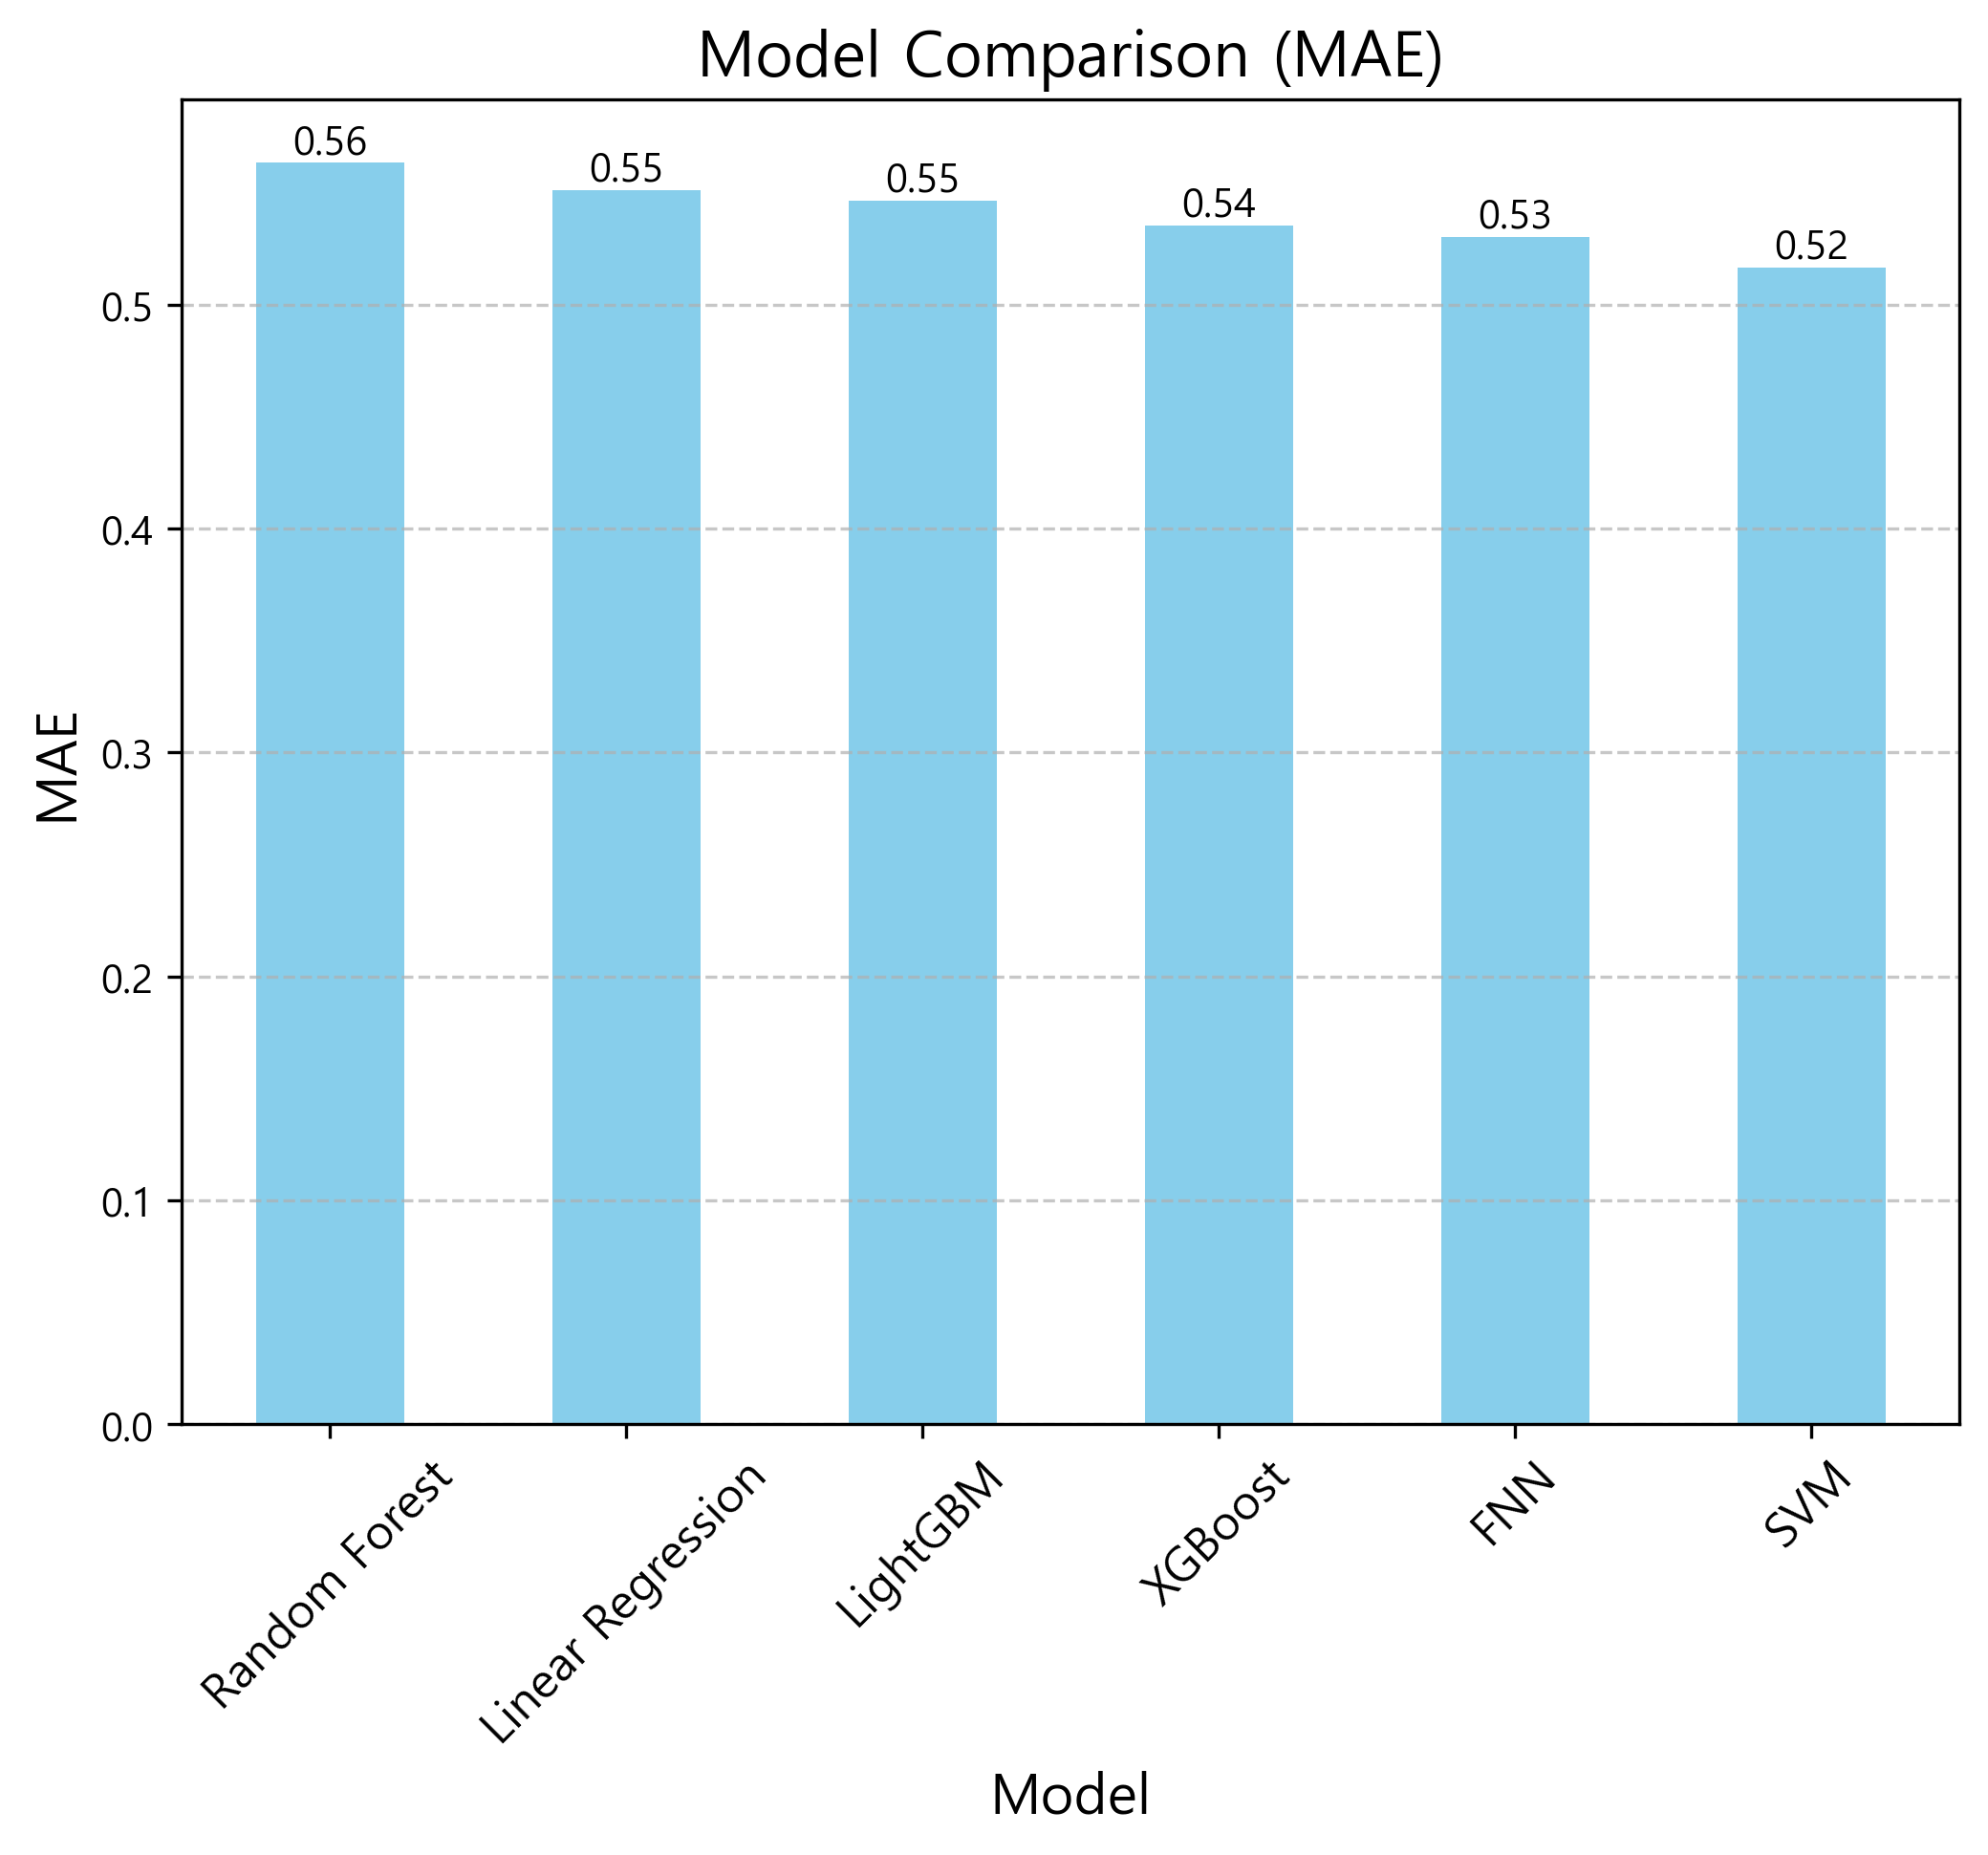 Model Comparison (MAE)
0.56
0.55
0.55
0.54
0.53
0.52
MAE
0.5
0.4
0.3
0.2
0.1
0.0
Random Forest
Linear Regression
LightGBM
XGBoost
FNN
SVM
Model